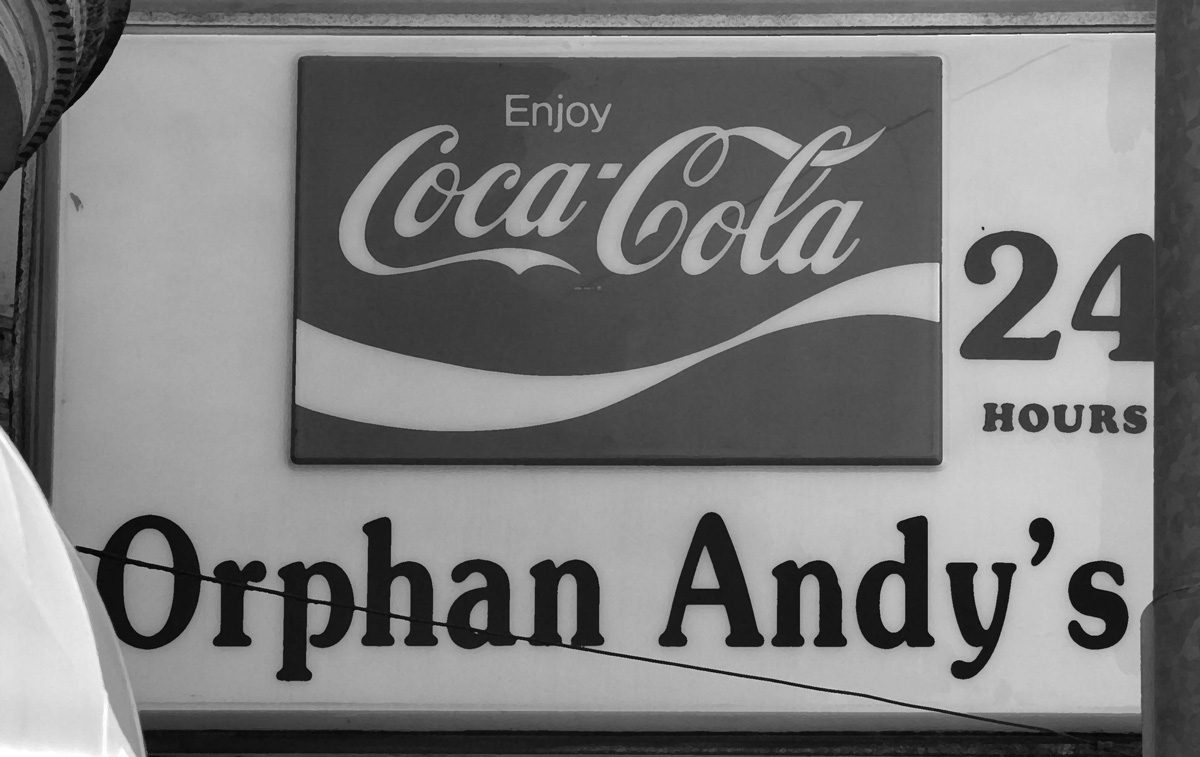 Enjoy
Coca-Cola
24
HOURS
Orphan Andy's